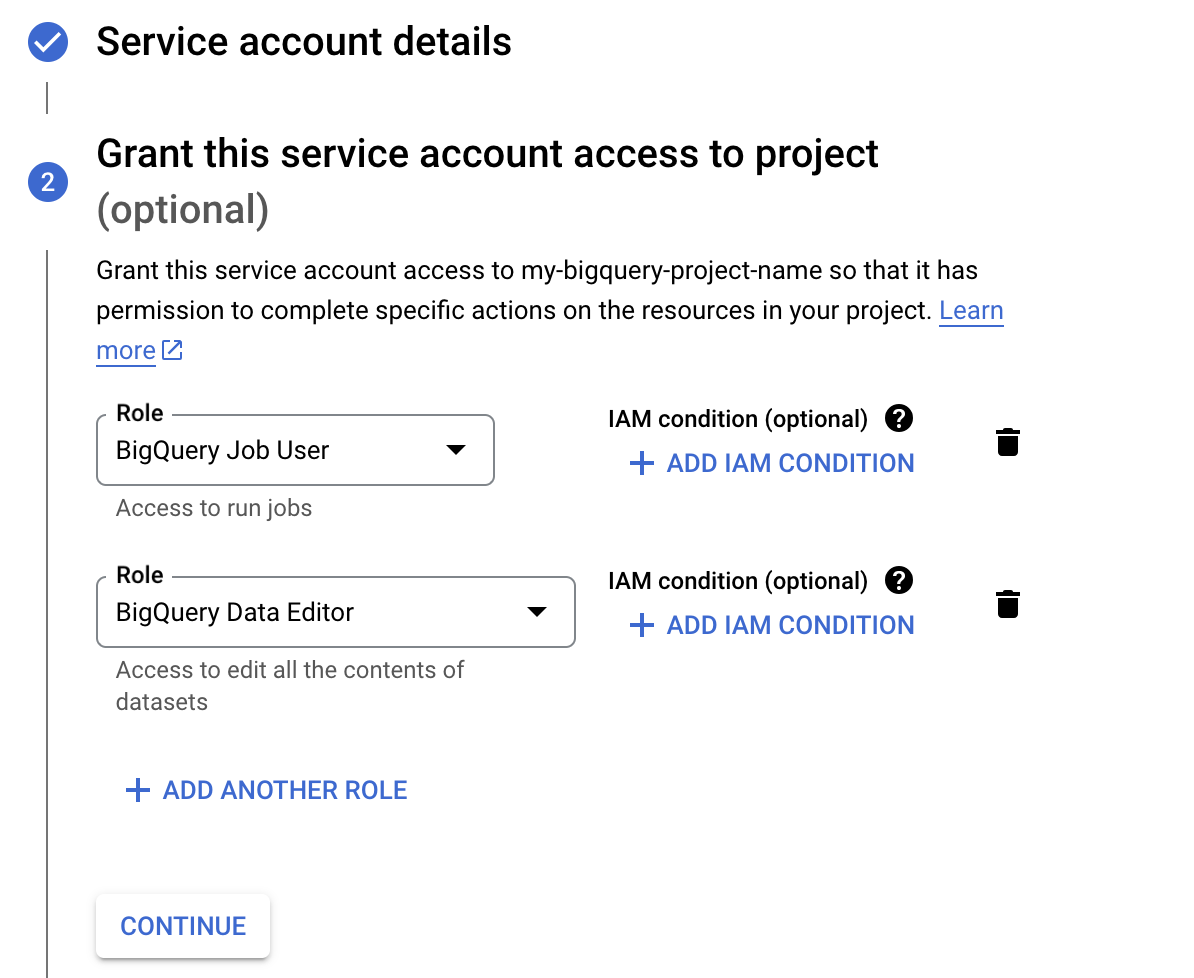 Service account details
2
Grant this service account access to project
(optional)
Grant this service account access to my-bigquery-project-name so that it has
permission to complete specific actions on the resources in your project. Learn
more
Role
BigQuery Job User
Access to run jobs
IAM condition (optional) ?
+ ADD IAM CONDITION
Role
BigQuery Data Editor
Access to edit all the contents of
datasets
IAM condition (optional) ?
+ ADD IAM CONDITION
+ ADD ANOTHER ROLE
CONTINUE